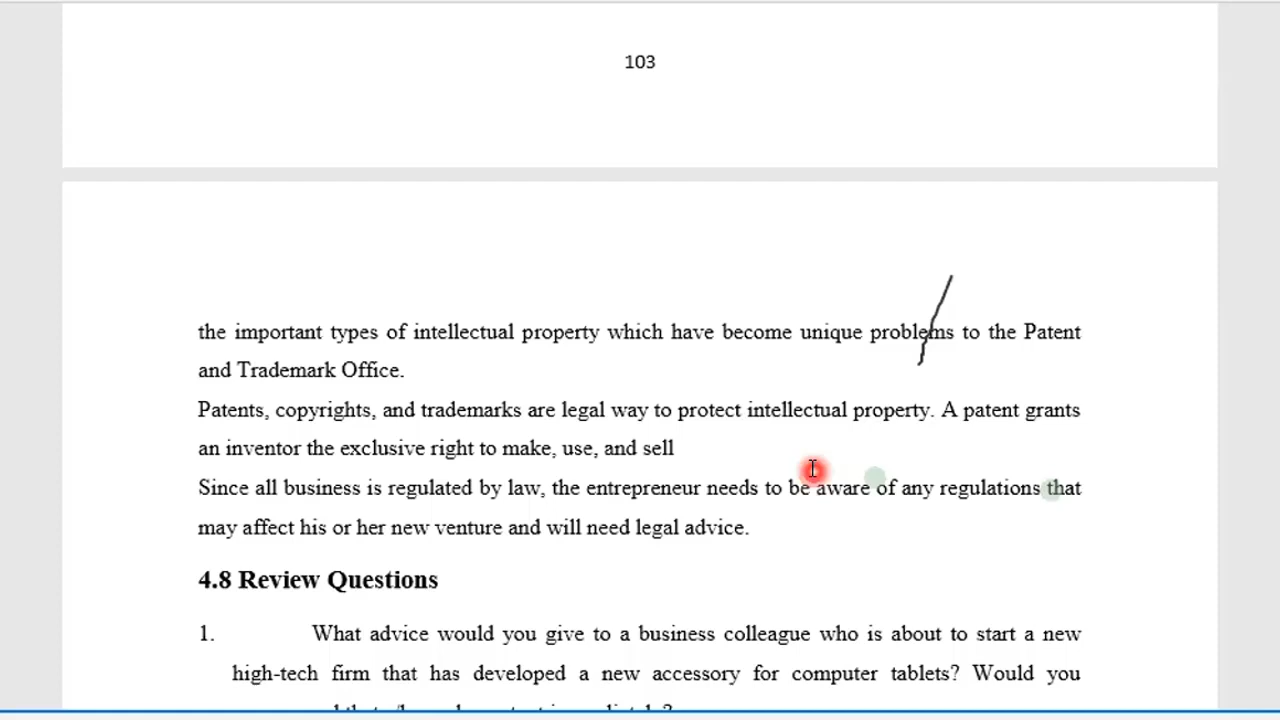 103
the important types of intellectual property which have become unique problems to the Patent
and Trademark Office.
Patents, copyrights, and trademarks are legal way to protect intellectual property. A patent grants
an inventor the exclusive right to make, use, and sell
Since all business is regulated by law, the entrepreneur needs to be aware of any regulations that
may affect his or her new venture and will need legal advice.
4.8 Review Questions
1. What advice would you give to a business colleague who is about to start a new
high-tech firm that has developed a new accessory for computer tablets? Would you